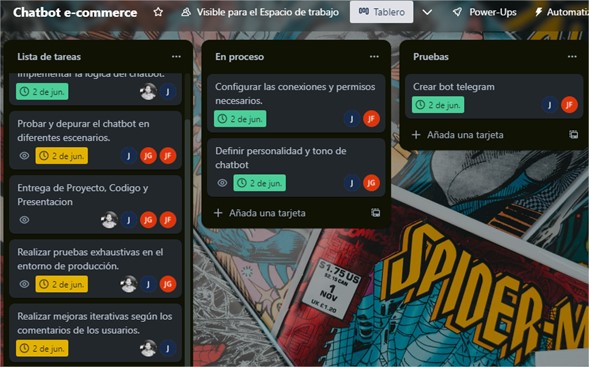 Chatbot e-commerce
Visible para el Espacio de trabajo
Tablero
Power-Ups
Automatiz
Lista de tareas
Implementar la lógica del chatbot.
2 de jun.
J
Probar y depurar el chatbot en
diferentes escenarios.
2 de jun.
J JG JF
Entrega de Proyecto, Codigo y
Presentacion
J JG JF
Realizar pruebas exhaustivas en el
entorno de producción.
2 de jun.
J JG
Realizar mejoras iterativas según los
comentarios de los usuarios.
2 de jun.
J
En proceso
Configurar las conexiones y permisos
necesarios.
2 de jun.
J JF
Definir personalidad y tono de
chatbot
2 de jun.
J JG
+ Añada una tarjeta
Pruebas
Crear bot telegram
2 de jun.
J JF
+ Añada una tarjeta
$1.75 US
1
NOV
UK £1.20
SPIDER-M